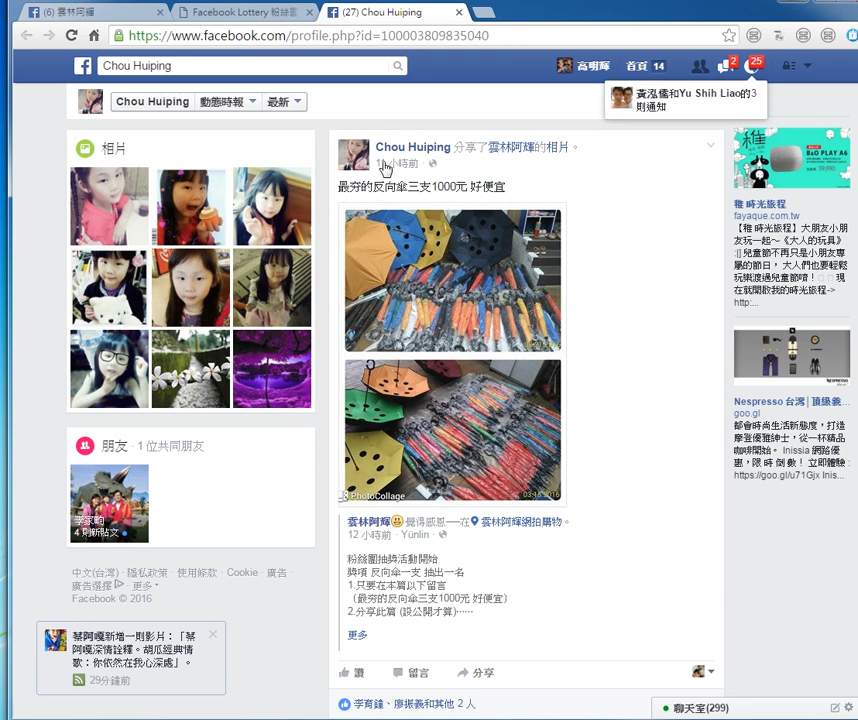 (6) 雲林阿輝
Facebook Lottery 粉絲團
(27) Chou Huiping
https://www.facebook.com/profile.php?id=100003809835040
Chou Huiping
高明輝
首頁 14
2
25
黃泓儒和Yu Shih Liao的3
則通知
Chou Huiping
動態時報
最新
相片
Chou Huiping 分享了雲林阿輝的相片。
小時前
最夯的反向傘三支1000元 好便宜
PhotoCollage
雲林阿輝 覺得感恩──在 雲林阿輝網拍購物。
12 小時前 · Yünlin ·
粉絲團抽獎活動開始
獎項 反向傘一支 抽出一名
1.只要在本篇以下留言
（最夯的反向傘三支1000元 好便宜）
2.分享此篇 (設公開才算)⋯⋯
更多
讚
留言
分享
李育鐘、廖振義和其他 2 人
朋友 · 1 位共同朋友
李家畇
4 則新貼文
中文(台灣) · 隱私政策 · 使用條款 · Cookie · 廣告 ·
廣告選擇 · 更多
Facebook © 2016
蔡阿嘎新增一則影片：「蔡
阿嘎深情詮釋。胡瓜經典情
歌：你依然在我心深處」。
29分鐘前
稚
B&O PLAY A6
39,990
稚 時光旅程
fayaque.com.tw
【稚 時光旅程】大朋友小朋
友玩一起～《大人的玩具》
:|] 兒童節不再只是小朋友專
屬的節日， 大人們也要輕鬆
玩樂渡過兒童節唷！ 現
在就開啟我的時光旅程->
http:...
NESPRESSO
Nespresso 台灣│頂級義...
goo.gl
都會時尚生活新態度，打造
摩登優雅紳士，從一杯精品
咖啡開始。 Inissia 網路優
惠，限 時 倒 數！ 立即體驗：
https://goo.gl/u71Gjx Inis...
聊天室(299)